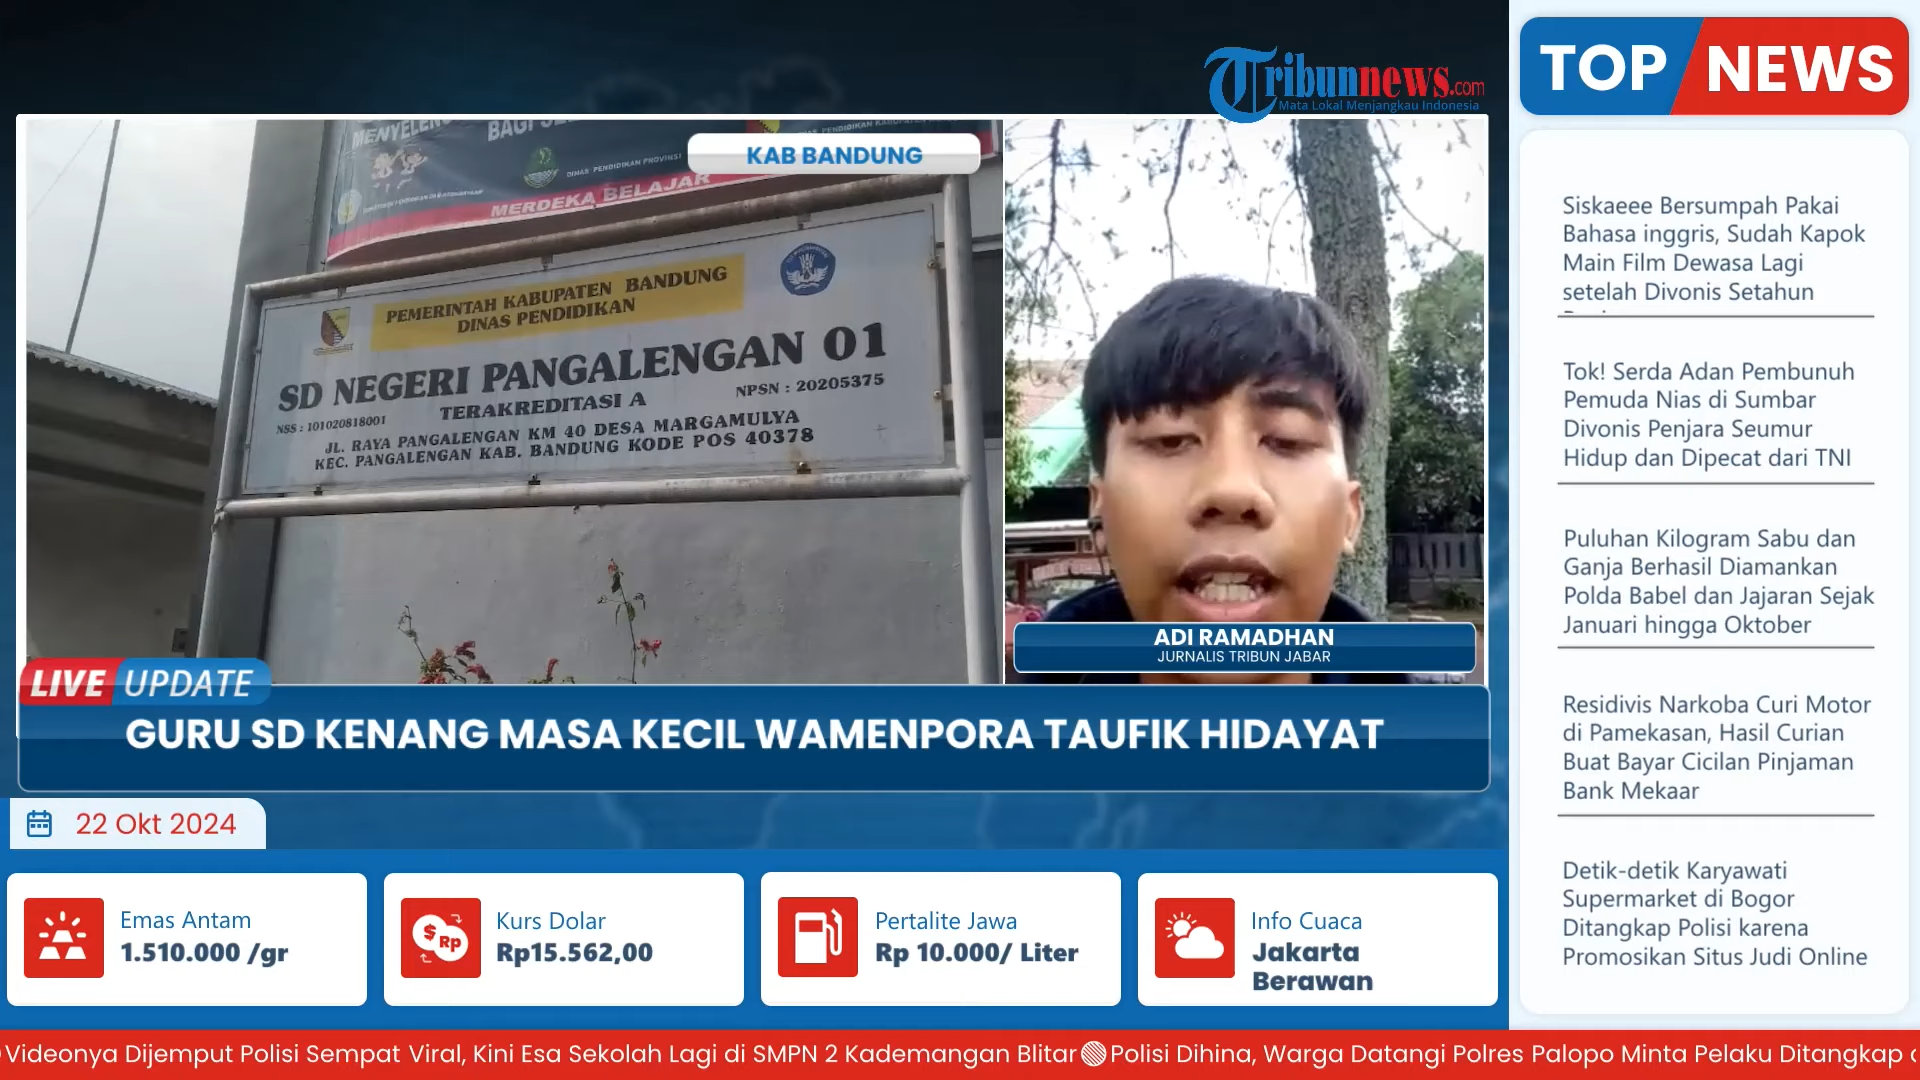 Tribunnews.com
Mata Lokal Menjangkau Indonesia
TOP NEWS
KAB BANDUNG
BAGI
DINAS PENDIDIKAN PROVINSI
MERDEKA BELAJAR
PEMERINTAH KABUPATEN BANDUNG
DINAS PENDIDIKAN
SD NEGERI PANGALENGAN 01
NSS : 101020818001
TERAKREDITASI A
NPSN : 20205375
JL. RAYA PANGALENGAN KM 40 DESA MARGAMULYA
KEC. PANGALENGAN KAB. BANDUNG KODE POS 40378
ADI RAMADHAN
JURNALIS TRIBUN JABAR
LIVE UPDATE
GURU SD KENANG MASA KECIL WAMENPORA TAUFIK HIDAYAT
22 Okt 2024
Emas Antam
1.510.000 /gr
Kurs Dolar
Rp15.562,00
Pertalite Jawa
Rp 10.000/ Liter
Info Cuaca
Jakarta
Berawan
Siskaeee Bersumpah Pakai
Bahasa inggris, Sudah Kapok
Main Film Dewasa Lagi
setelah Divonis Setahun
Tok! Serda Adan Pembunuh
Pemuda Nias di Sumbar
Divonis Penjara Seumur
Hidup dan Dipecat dari TNI
Puluhan Kilogram Sabu dan
Ganja Berhasil Diamankan
Polda Babel dan Jajaran Sejak
Januari hingga Oktober
Residivis Narkoba Curi Motor
di Pamekasan, Hasil Curian
Buat Bayar Cicilan Pinjaman
Bank Mekaar
Detik-detik Karyawati
Supermarket di Bogor
Ditangkap Polisi karena
Promosikan Situs Judi Online
Videonya Dijemput Polisi Sempat Viral, Kini Esa Sekolah Lagi di SMPN 2 Kademangan Blitar Polisi Dihina, Warga Datangi Polres Palopo Minta Pelaku Ditangkap